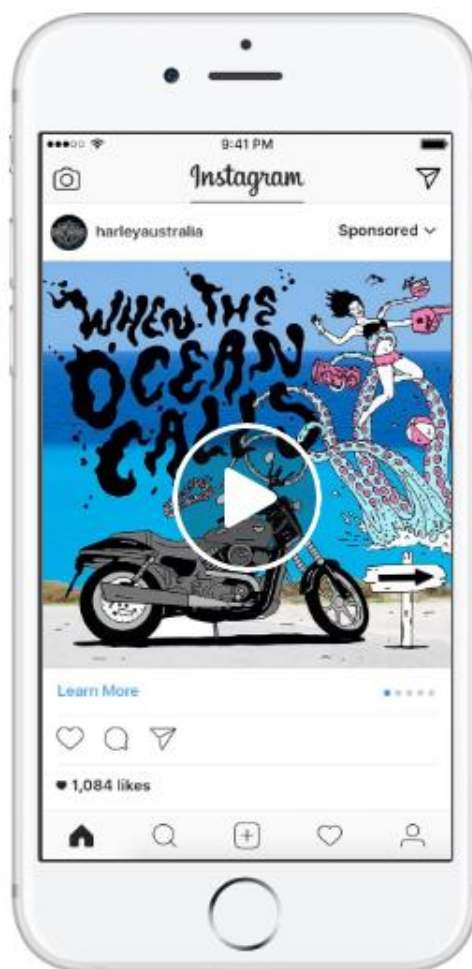 9:41 PM
Instagram
harleyaustralia
Sponsored
WHEN THE
OCEAN
CALLS
Learn More
1,084 likes